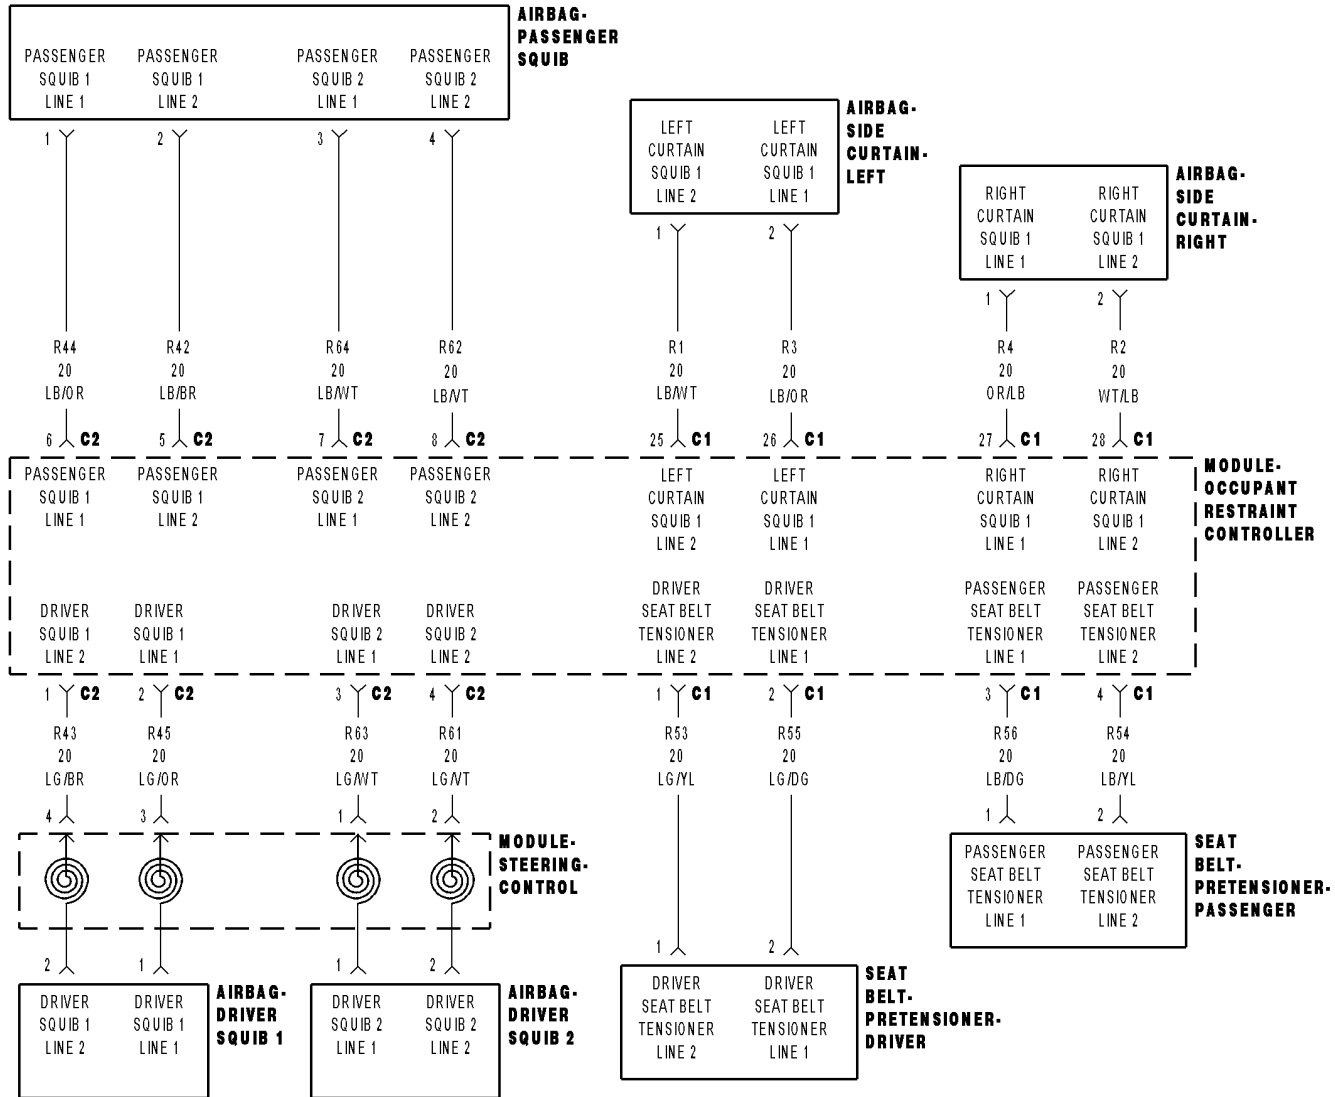 AIRBAG-
PASSENGER
SQUIB
PASSENGER
SQUIB 1
LINE 1
PASSENGER
SQUIB 1
LINE 2
PASSENGER
SQUIB 2
LINE 1
PASSENGER
SQUIB 2
LINE 2
1
2
3
4
AIRBAG-
SIDE
CURTAIN-
LEFT
LEFT
CURTAIN
SQUIB 1
LINE 2
LEFT
CURTAIN
SQUIB 1
LINE 1
1
2
AIRBAG-
SIDE
CURTAIN-
RIGHT
RIGHT
CURTAIN
SQUIB 1
LINE 1
RIGHT
CURTAIN
SQUIB 1
LINE 2
1
2
R44
20
LB/OR
R42
20
LB/BR
R64
20
LB/WT
R62
20
LB/VT
R1
20
LB/WT
R3
20
LB/OR
R4
20
OR/LB
R2
20
WT/LB
6 C2
5 C2
7 C2
8 C2
25 C1
26 C1
27 C1
28 C1
MODULE-
OCCUPANT
RESTRAINT
CONTROLLER
PASSENGER
SQUIB 1
LINE 1
PASSENGER
SQUIB 1
LINE 2
PASSENGER
SQUIB 2
LINE 1
PASSENGER
SQUIB 2
LINE 2
LEFT
CURTAIN
SQUIB 1
LINE 2
LEFT
CURTAIN
SQUIB 1
LINE 1
RIGHT
CURTAIN
SQUIB 1
LINE 1
RIGHT
CURTAIN
SQUIB 1
LINE 2
DRIVER
SQUIB 1
LINE 2
DRIVER
SQUIB 1
LINE 1
DRIVER
SQUIB 2
LINE 1
DRIVER
SQUIB 2
LINE 2
DRIVER
SEAT BELT
TENSIONER
LINE 2
DRIVER
SEAT BELT
TENSIONER
LINE 1
PASSENGER
SEAT BELT
TENSIONER
LINE 1
PASSENGER
SEAT BELT
TENSIONER
LINE 2
1 C2
2 C2
3 C2
4 C2
1 C1
2 C1
3 C1
4 C1
R43
20
LG/BR
R45
20
LG/OR
R63
20
LG/WT
R61
20
LG/VT
R53
20
LG/YL
R55
20
LG/DG
R56
20
LB/DG
R54
20
LB/YL
4
3
1
2
1
2
MODULE-
STEERING-
CONTROL
SEAT
BELT-
PRETENSIONER-
PASSENGER
PASSENGER
SEAT BELT
TENSIONER
LINE 1
PASSENGER
SEAT BELT
TENSIONER
LINE 2
2
1
1
2
1
2
AIRBAG-
DRIVER
SQUIB 1
DRIVER
SQUIB 1
LINE 2
DRIVER
SQUIB 1
LINE 1
AIRBAG-
DRIVER
SQUIB 2
DRIVER
SQUIB 2
LINE 1
DRIVER
SQUIB 2
LINE 2
SEAT
BELT-
PRETENSIONER-
DRIVER
DRIVER
SEAT BELT
TENSIONER
LINE 2
DRIVER
SEAT BELT
TENSIONER
LINE 1